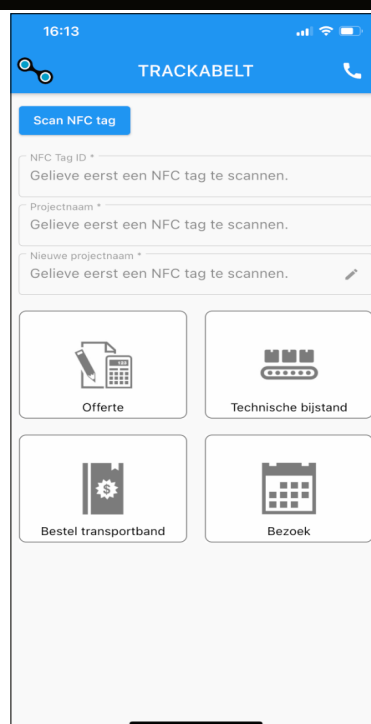 16:13
TRACKABELT
Scan NFC tag
NFC Tag ID *
Gelieve eerst een NFC tag te scannen.
Projectnaam *
Gelieve eerst een NFC tag te scannen.
Nieuwe projectnaam *
Gelieve eerst een NFC tag te scannen.
Offerte
Technische bijstand
$
Bestel transportband
Bezoek